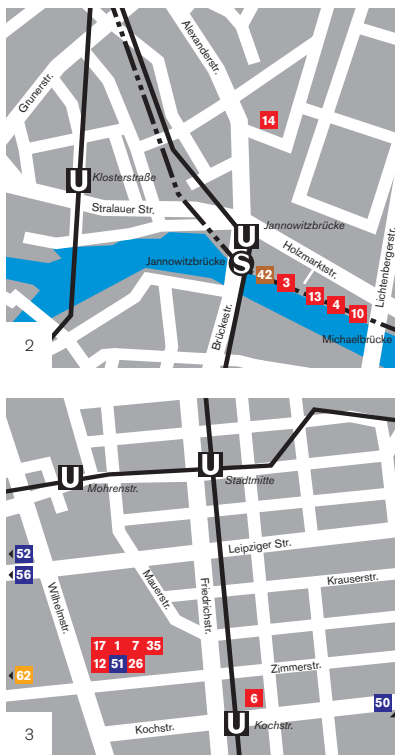 Grunerstr.
Alexanderstr.
14
U Klosterstraße
Stralauer Str.
U
Jannowitzbrücke
Jannowitzbrücke
S
Holzmarktstr.
Lichtenbergerstr.
42
3
13
4
10
Brückestr.
Michaelbrücke
2
U
Mohrenstr.
U
Stadtmitte
52
56
Leipziger Str.
Krauserstr.
Wilhelmstr.
Mauerstr.
Friedrichstr.
17 1 7 35
12 51 26
62
Zimmerstr.
6
50
Kochstr.
U Kochstr.
3